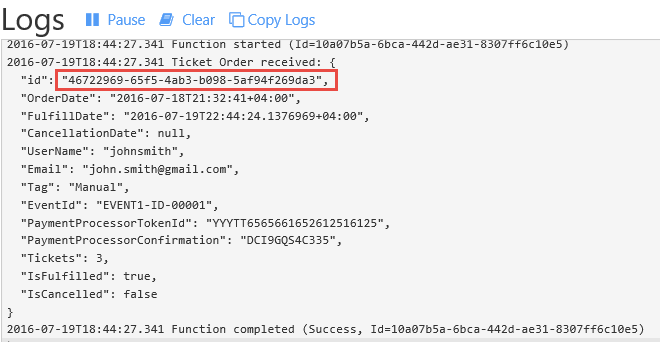 Logs Pause Clear Copy Logs
2016-07-19T18:44:27.341 Function started (Id=10a07b5a-6bca-442d-ae31-8307ff6c10e5)
2016-07-19T18:44:27.341 Ticket Order received: {
"id": "46722969-65f5-4ab3-b098-5af94f269da3",
"OrderDate": "2016-07-18T21:32:41+04:00",
"FulfillDate": "2016-07-19T22:44:24.1376969+04:00",
"CancellationDate": null,
"UserName": "johnsmith",
"Email": "john.smith@gmail.com",
"Tag": "Manual",
"EventId": "EVENT1-ID-00001",
"PaymentProcessorTokenId": "YYYTT6565661652612516125",
"PaymentProcessorConfirmation": "DCI9GQS4C335",
"Tickets": 3,
"IsFulfilled": true,
"IsCancelled": false
}
2016-07-19T18:44:27.341 Function completed (Success, Id=10a07b5a-6bca-442d-ae31-8307ff6c10e5)